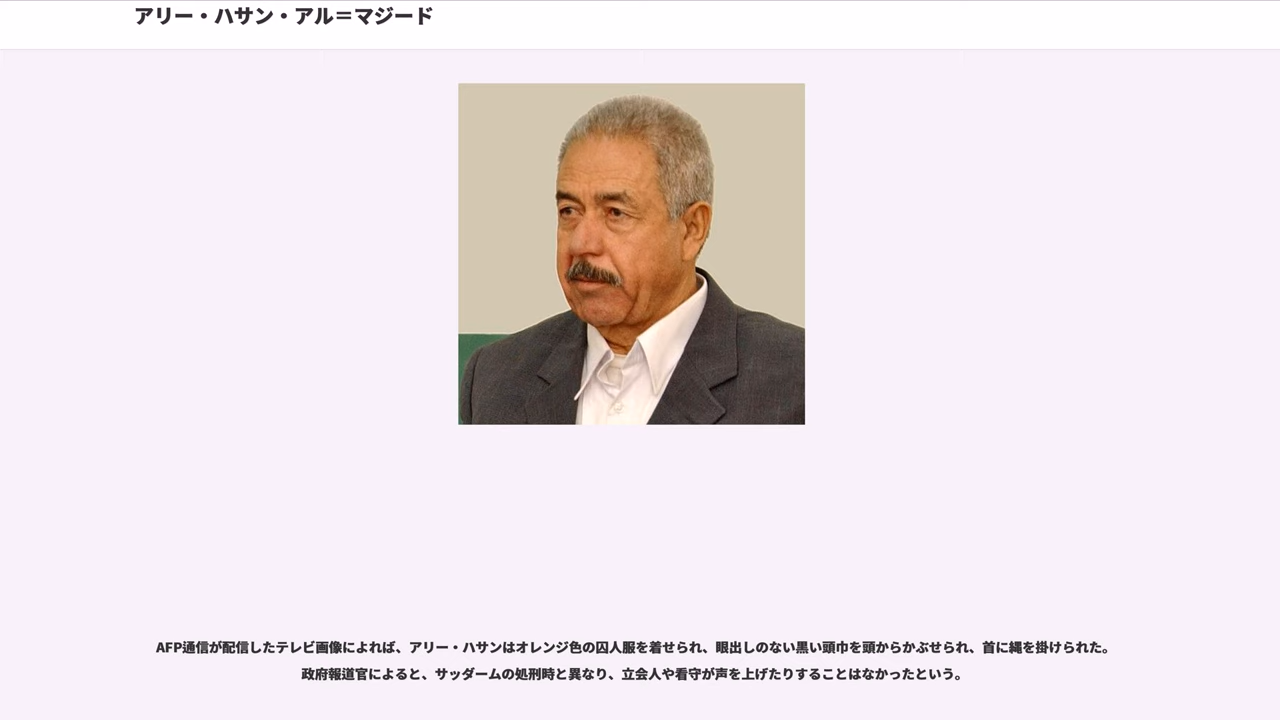 アリー・ハサン・アル＝マジード
AFP通信が配信したテレビ画像によれば、アリー・ハサンはオレンジ色の囚人服を着せられ、眼出しのない黒い頭巾を頭からかぶせられ、首に縄を掛けられた。
政府報道官によると、サッダームの処刑時と異なり、立会人や看守が声を上げたりすることはなかったという。